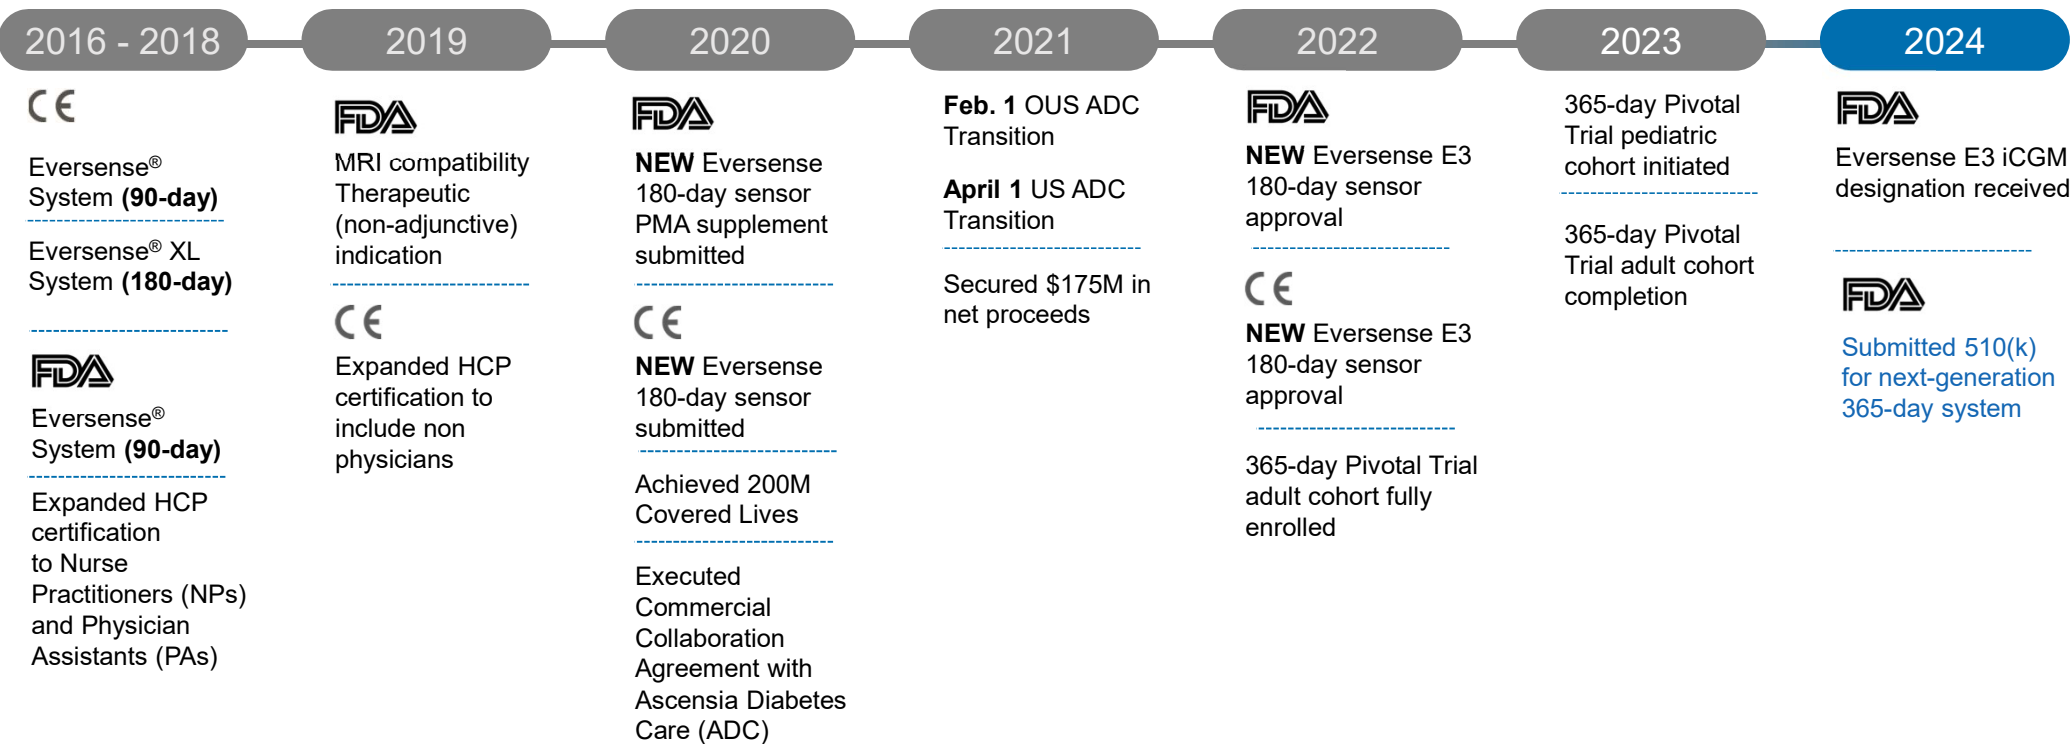 2016 - 2018
CE
Eversense®
System (90-day)
Eversense® XL
System (180-day)
FDA
Eversense®
System (90-day)
Expanded HCP
certification
to Nurse
Practitioners (NPs)
and Physician
Assistants (PAs)
2019
FDA
MRI compatibility
Therapeutic
(non-adjunctive)
indication
CE
Expanded HCP
certification to
include non
physicians
2020
FDA
NEW Eversense
180-day sensor
PMA supplement
submitted
CE
NEW Eversense
180-day sensor
submitted
Achieved 200M
Covered Lives
Executed
Commercial
Collaboration
Agreement with
Ascensia Diabetes
Care (ADC)
2021
Feb. 1 OUS ADC
Transition
April 1 US ADC
Transition
Secured $175M in
net proceeds
2022
FDA
NEW Eversense E3
180-day sensor
approval
CE
NEW Eversense E3
180-day sensor
approval
365-day Pivotal Trial
adult cohort fully
enrolled
2023
365-day Pivotal
Trial pediatric
cohort initiated
365-day Pivotal
Trial adult cohort
completion
2024
FDA
Eversense E3 iCGM
designation received
FDA
Submitted 510(k)
for next-generation
365-day system